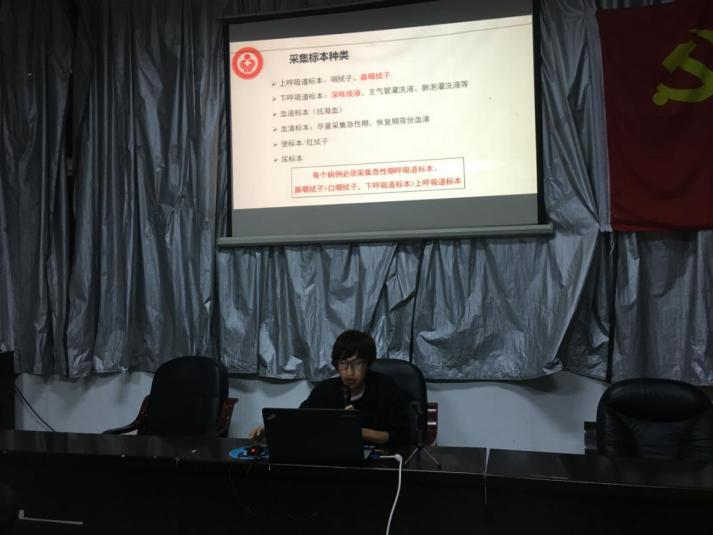 采集标本种类
➢ 上呼吸道标本：咽拭子、鼻咽拭子
➢ 下呼吸道标本：深咳痰液、支气管灌洗液、肺泡灌洗液等
➢ 血液标本（抗凝血）
➢ 血清标本：尽量采集急性期、恢复期双份血清
➢ 便标本/肛拭子
➢ 尿标本
每个病例必须采集急性期呼吸道标本，
鼻咽拭子>口咽拭子、下呼吸道标本>上呼吸道标本